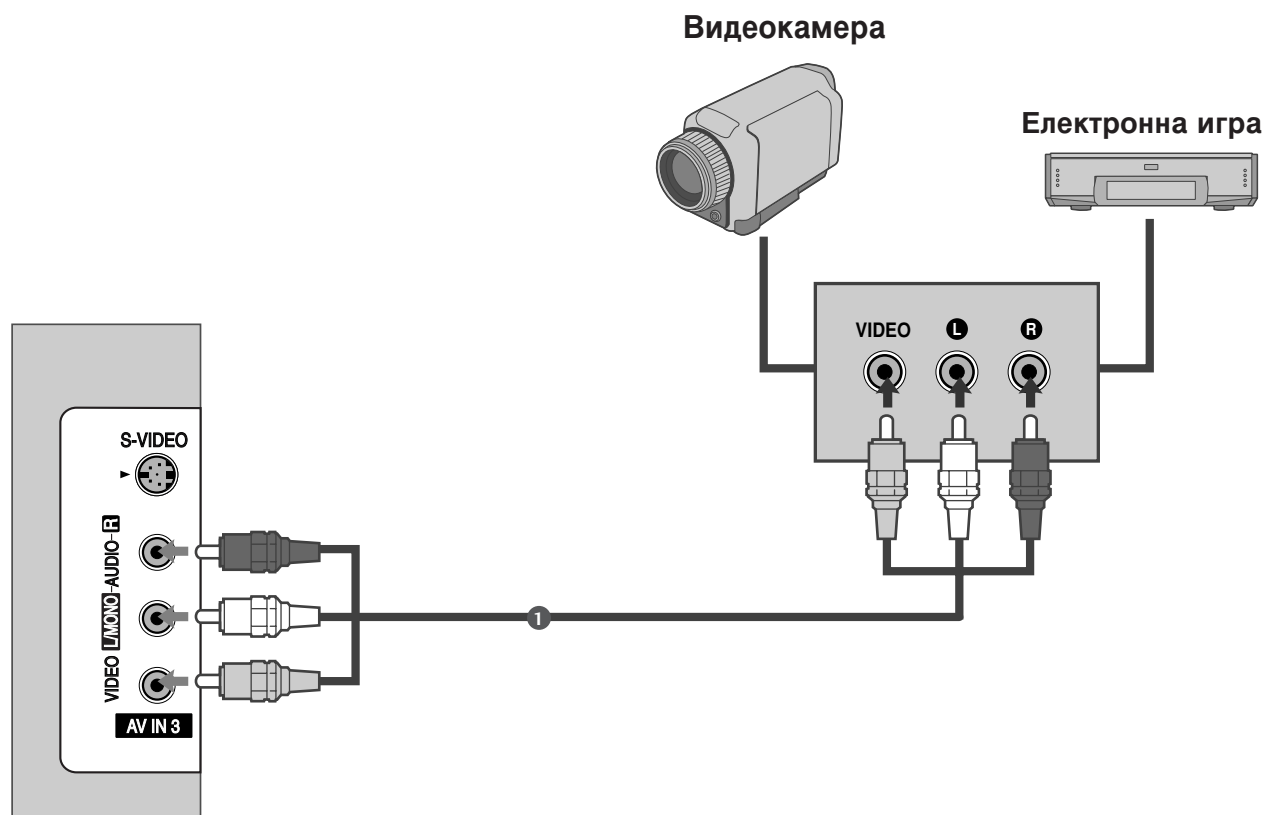 Видеокамера
Електронна игра
VIDEO L R
S-VIDEO
VIDEO L/MONO-AUDIO-R
1
AV IN 3